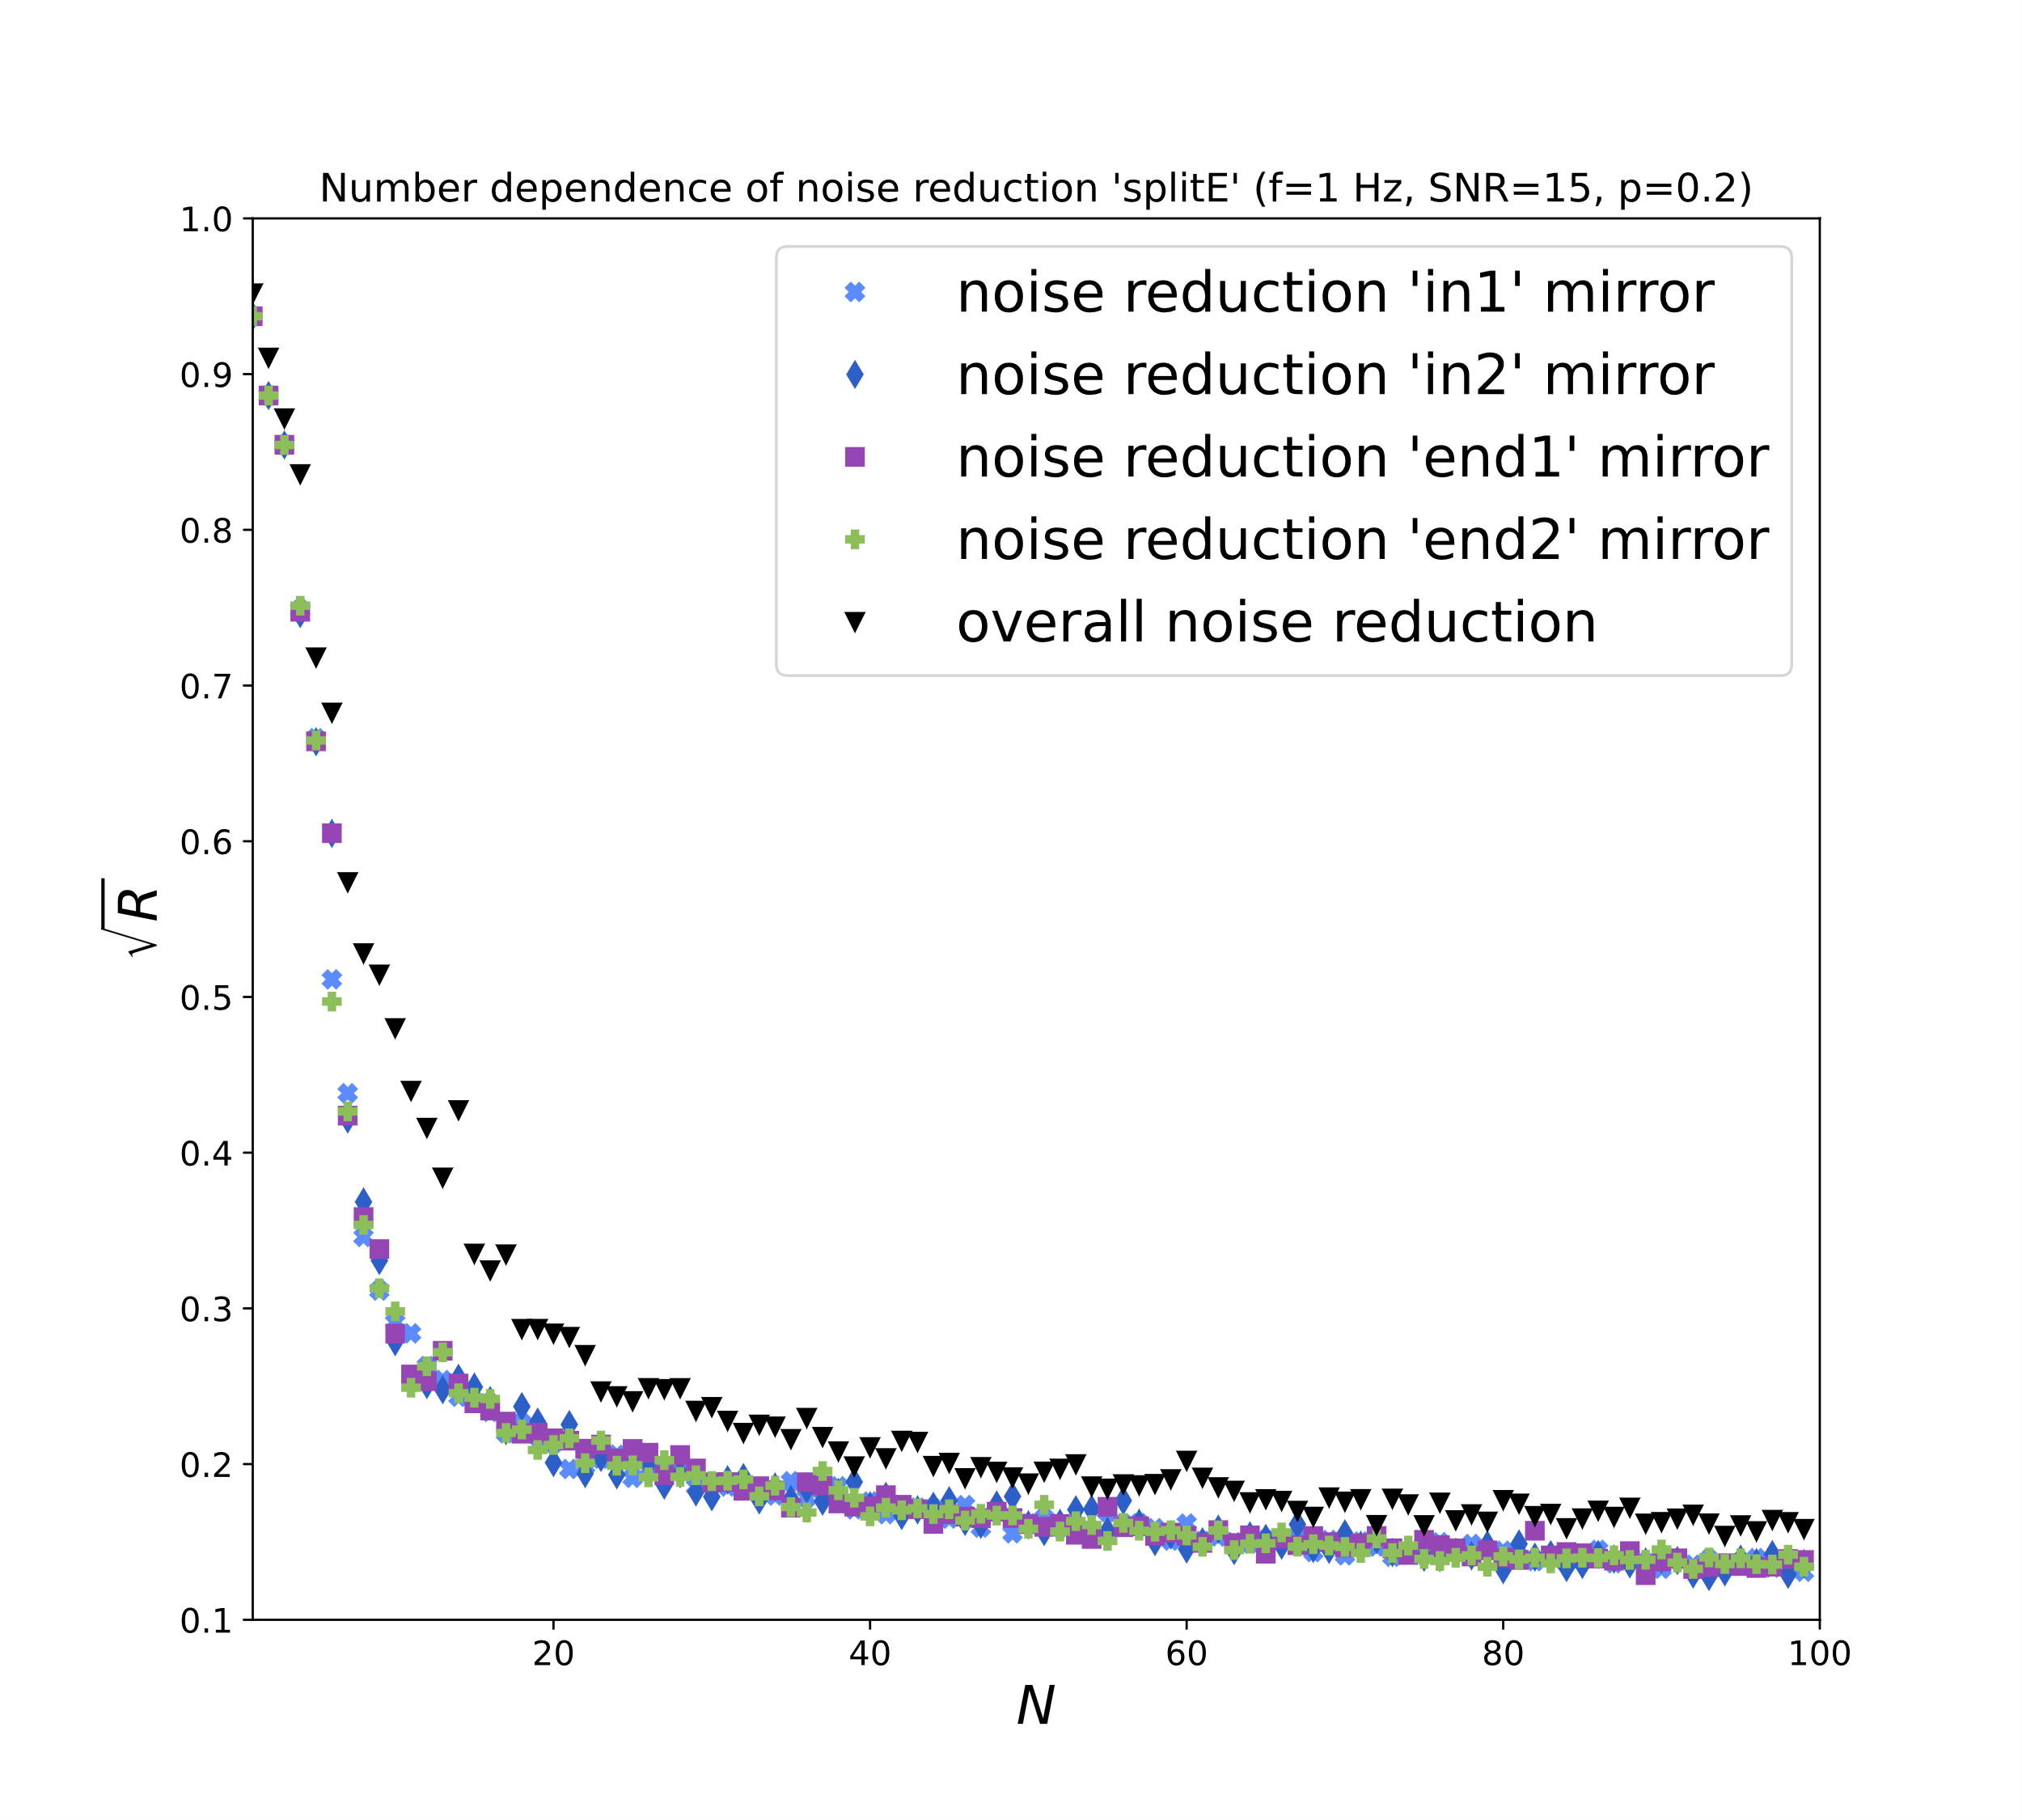 Number dependence of noise reduction 'splitE' (f=1 Hz, SNR=15, p=0.2)
1.0
0.9
0.8
0.7
0.6
0.5
0.4
0.3
0.2
0.1
√R
noise reduction 'in1' mirror
noise reduction 'in2' mirror
noise reduction 'end1' mirror
noise reduction 'end2' mirror
overall noise reduction
20 40 60 80 100
N